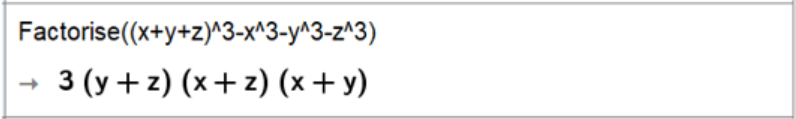 Factorise((x+y+z)^3-x^3-y^3-z^3)
→ 3 (y + z) (x + z) (x + y)